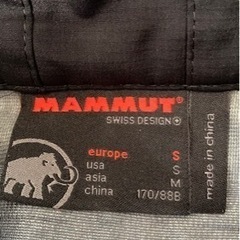 MAMMUT
SWISS DESIGN
europe S
usa S
asia M
china 170/88B
made in china